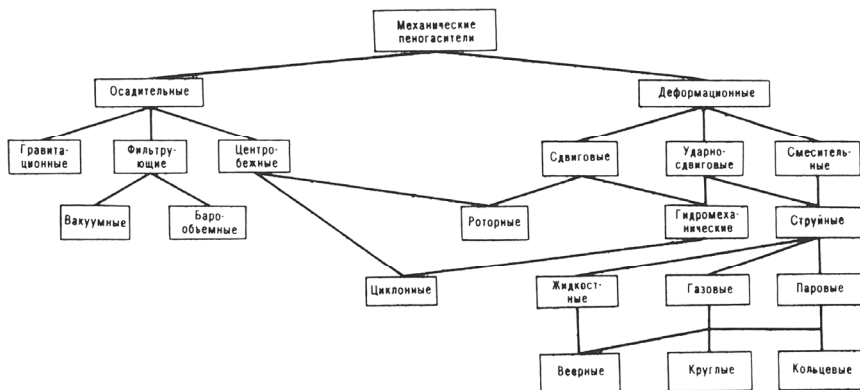 Механические
пеногасители
Осадительные
Деформационные
Гравита-
ционные
Фильтру-
ющие
Центро-
бежные
Сдвиговые
Ударно-
сдвиговые
Смеситель-
ные
Вакуумные
Баро-
объемные
Роторные
Гидромеха-
нические
Струйные
Циклонные
Жидкост-
ные
Газовые
Паровые
Веерные
Круглые
Кольцевые